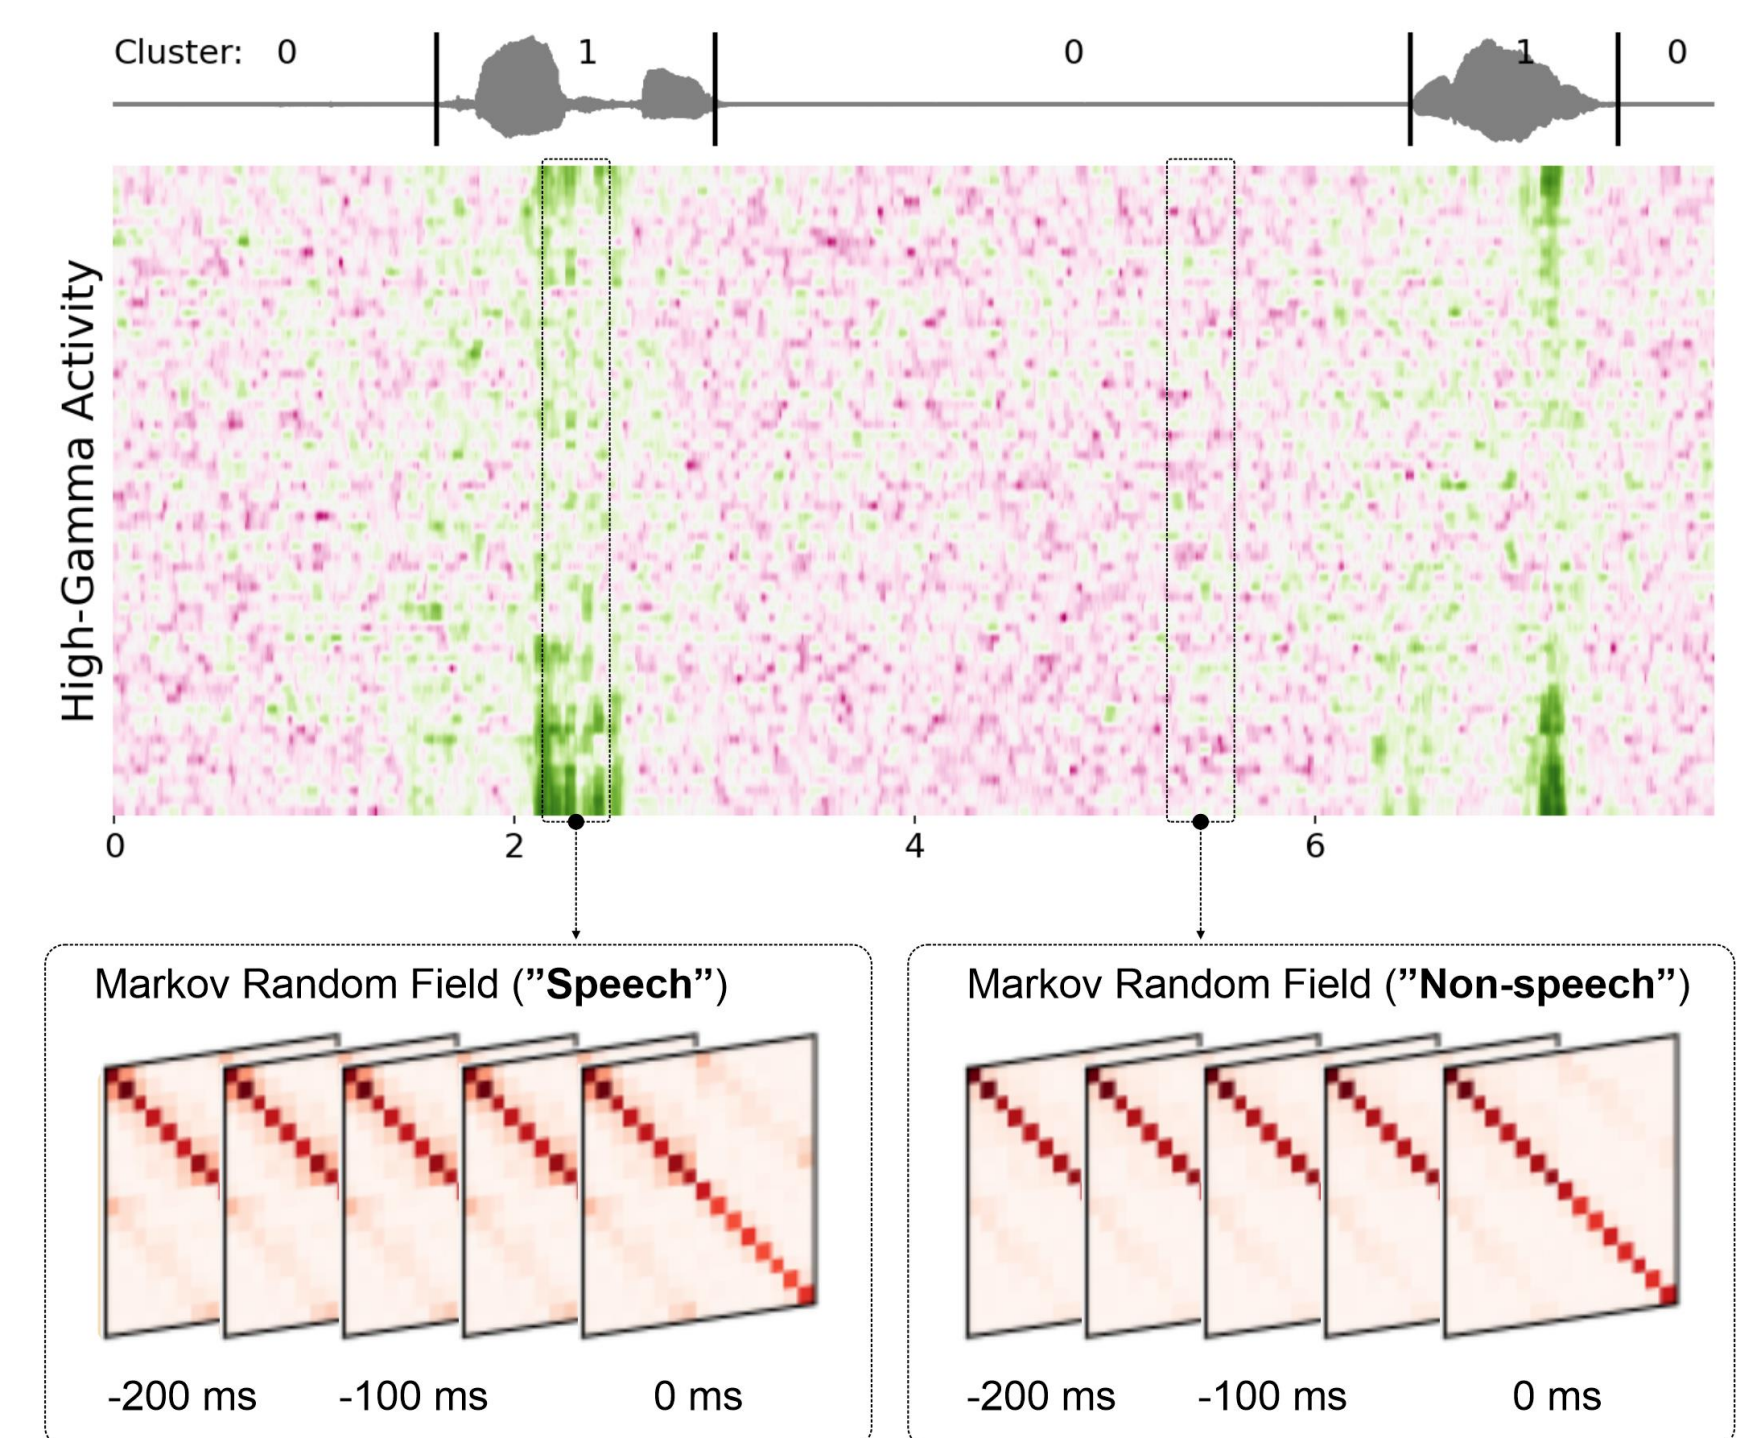 Cluster: 0 1 0 1 0
High-Gamma Activity
0 2 4 6
Markov Random Field (”Speech”)
-200 ms -100 ms 0 ms
Markov Random Field (”Non-speech”)
-200 ms -100 ms 0 ms